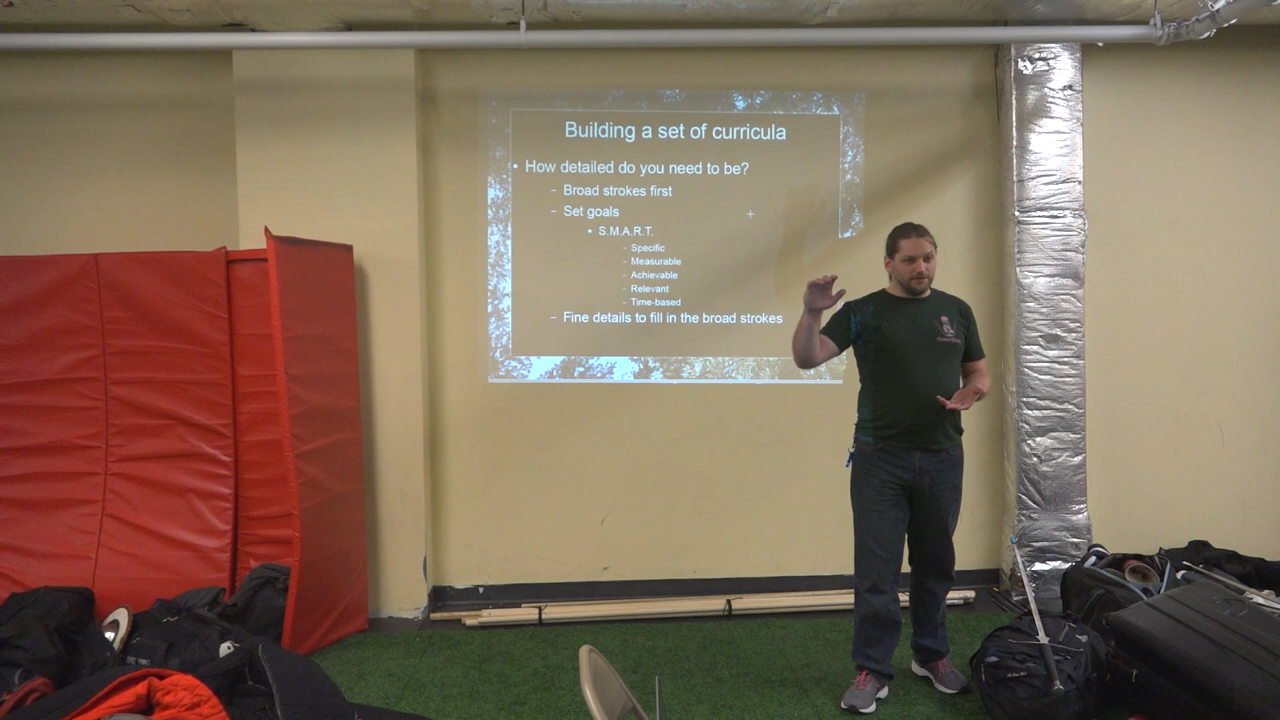 Building a set of curricula
▪ How detailed do you need to be?
– Broad strokes first
– Set goals
• S.M.A.R.T.
– Specific
– Measurable
– Achievable
– Relevant
– Time-based
– Fine details to fill in the broad strokes